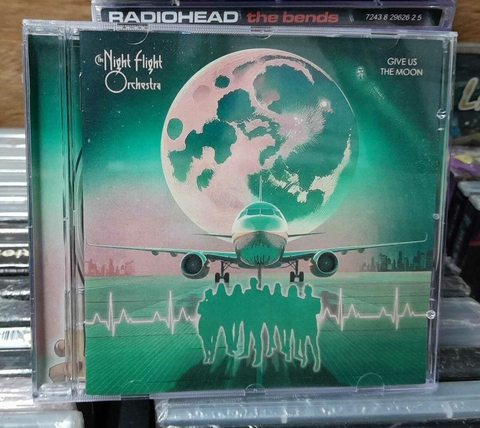 RADIOHEAD the bends 7243 8 29626 2 5
The Night Flight
Orchestra
GIVE US
THE MOON